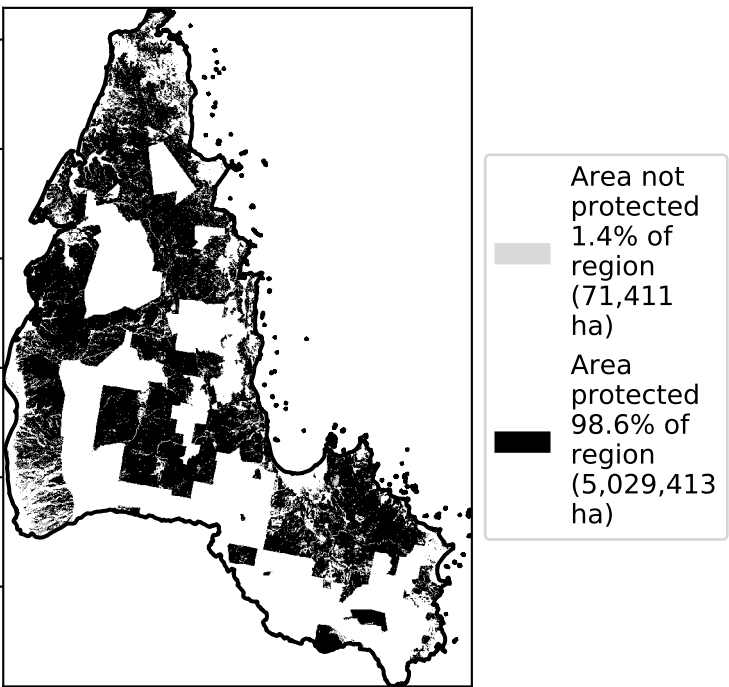 Area not
protected
1.4% of
region
(71,411
ha)
Area
protected
98.6% of
region
(5,029,413
ha)